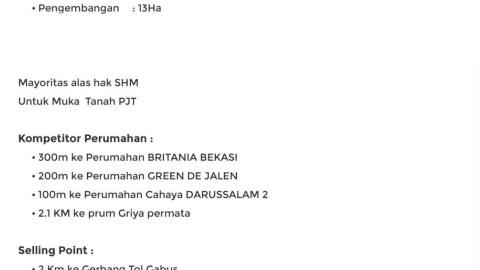 • Pengembangan : 13Ha
Mayoritas alas hak SHM
Untuk Muka Tanah PJT
Kompetitor Perumahan :
• 300m ke Perumahan BRITANIA BEKASI
• 200m ke Perumahan GREEN DE JALEN
• 100m ke Perumahan Cahaya DARUSSALAM 2
• 2,1 KM ke prum Griya permata
Selling Point :
• 2 Km ke Gerbang Tol Gabus